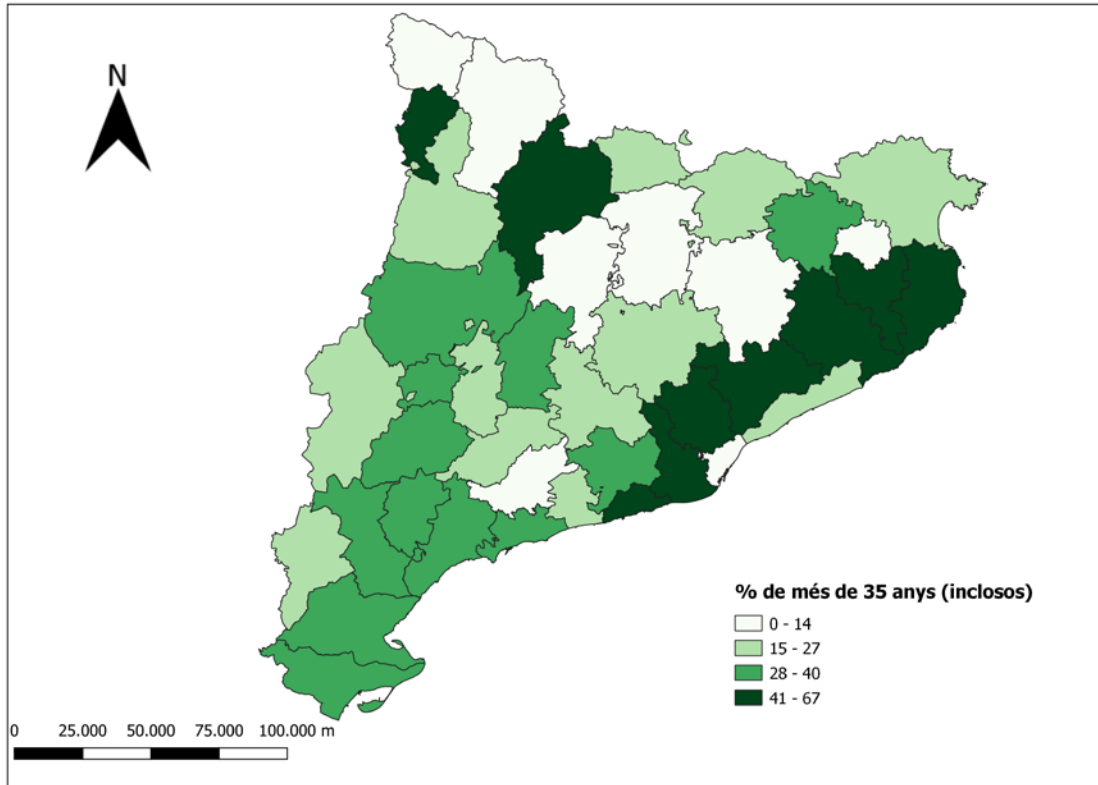 N
% de més de 35 anys (inclosos)
0 - 14
15 - 27
28 - 40
41 - 67
0 25.000 50.000 75.000 100.000 m